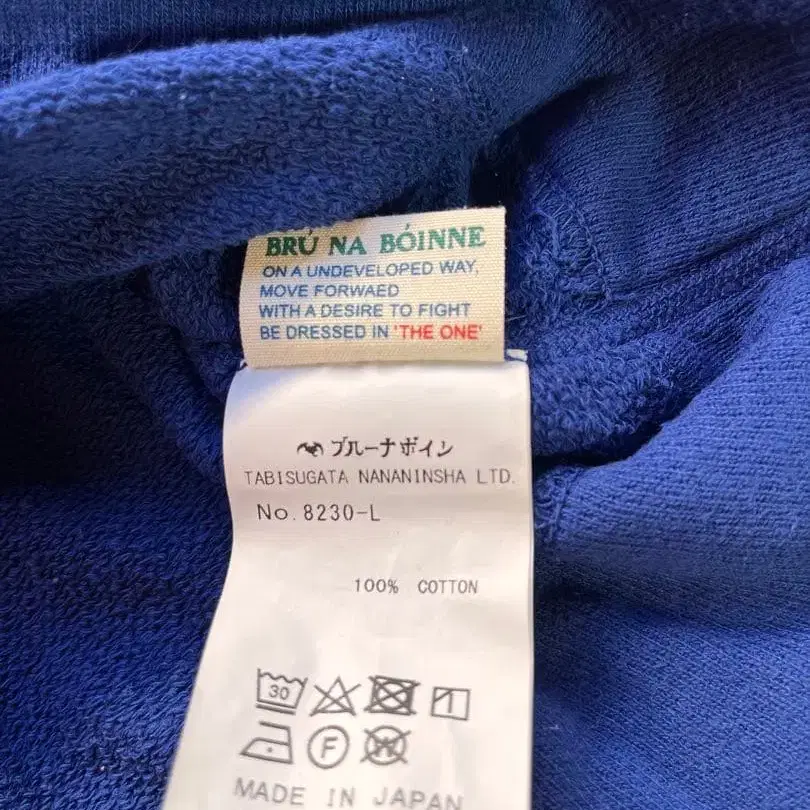 BRÚ NA BÓINNE
ON A UNDEVELOPED WAY,
MOVE FORWAED
WITH A DESIRE TO FIGHT
BE DRESSED IN 'THE ONE'
ブルーナボイン
TABISUGATA NANANINSHA LTD.
No. 8230-L
100% COTTON
30
F W
MADE IN JAPAN